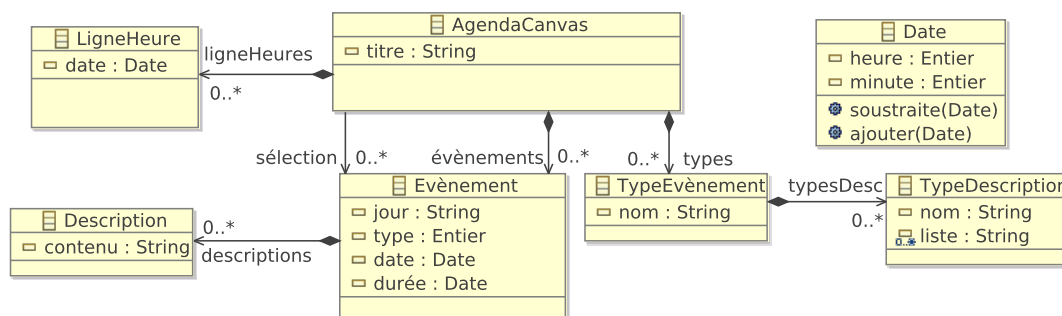 LigneHeure
date : Date
ligneHeures
0..*
AgendaCanvas
titre : String
Date
heure : Entier
minute : Entier
soustraite(Date)
ajouter(Date)
sélection
0..*
évènements
0..*
0..*
types
Evènement
jour : String
type : Entier
date : Date
durée : Date
TypeEvènement
nom : String
typesDesc
0..*
TypeDescription
nom : String
liste : String
0..*
Description
contenu : String
0..*
descriptions